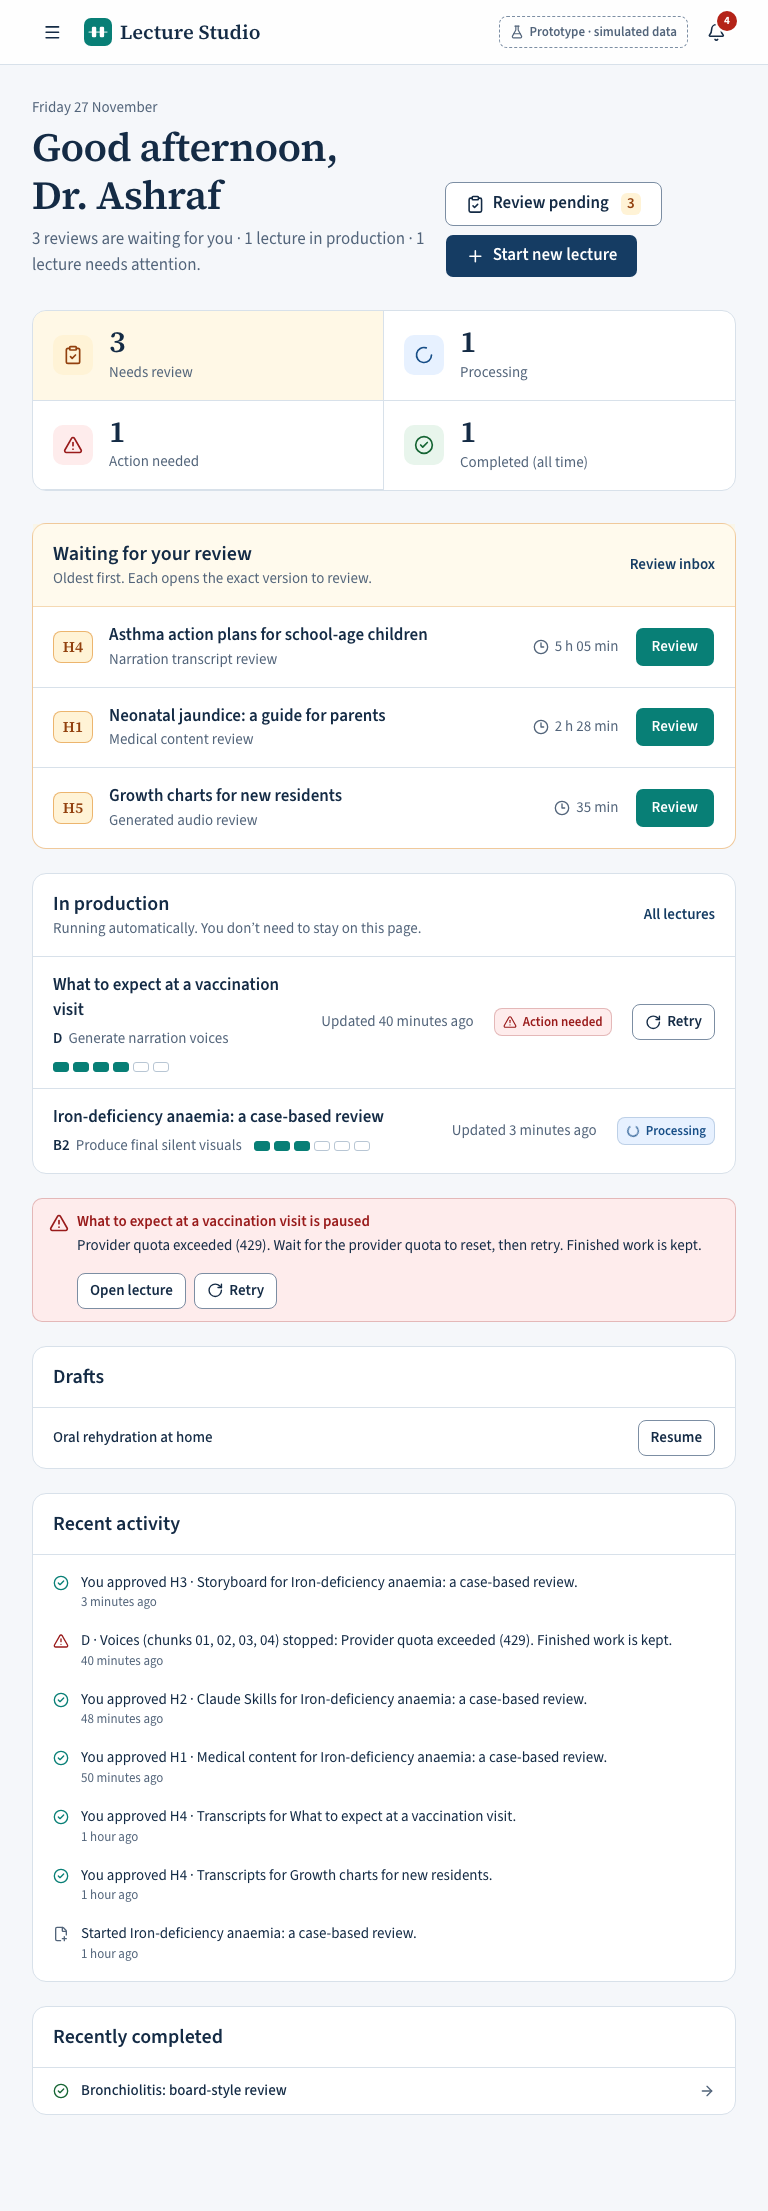 Lecture Studio
Prototype · simulated data
4
Friday 27 November
Good afternoon,
Dr. Ashraf
3 reviews are waiting for you · 1 lecture in production · 1
lecture needs attention.
Review pending 3
Start new lecture
3
Needs review
1
Processing
1
Action needed
1
Completed (all time)
Waiting for your review
Oldest first. Each opens the exact version to review.
Review inbox
H4
Asthma action plans for school-age children
Narration transcript review
5 h 05 min
Review
H1
Neonatal jaundice: a guide for parents
Medical content review
2 h 28 min
Review
H5
Growth charts for new residents
Generated audio review
35 min
Review
In production
Running automatically. You don’t need to stay on this page.
All lectures
What to expect at a vaccination
visit
D Generate narration voices
Updated 40 minutes ago
Action needed
Retry
Iron-deficiency anaemia: a case-based review
B2 Produce final silent visuals
Updated 3 minutes ago
Processing
What to expect at a vaccination visit is paused
Provider quota exceeded (429). Wait for the provider quota to reset, then retry. Finished work is kept.
Open lecture
Retry
Drafts
Oral rehydration at home
Resume
Recent activity
You approved H3 · Storyboard for Iron-deficiency anaemia: a case-based review.
3 minutes ago
D · Voices (chunks 01, 02, 03, 04) stopped: Provider quota exceeded (429). Finished work is kept.
40 minutes ago
You approved H2 · Claude Skills for Iron-deficiency anaemia: a case-based review.
48 minutes ago
You approved H1 · Medical content for Iron-deficiency anaemia: a case-based review.
50 minutes ago
You approved H4 · Transcripts for What to expect at a vaccination visit.
1 hour ago
You approved H4 · Transcripts for Growth charts for new residents.
1 hour ago
Started Iron-deficiency anaemia: a case-based review.
1 hour ago
Recently completed
Bronchiolitis: board-style review